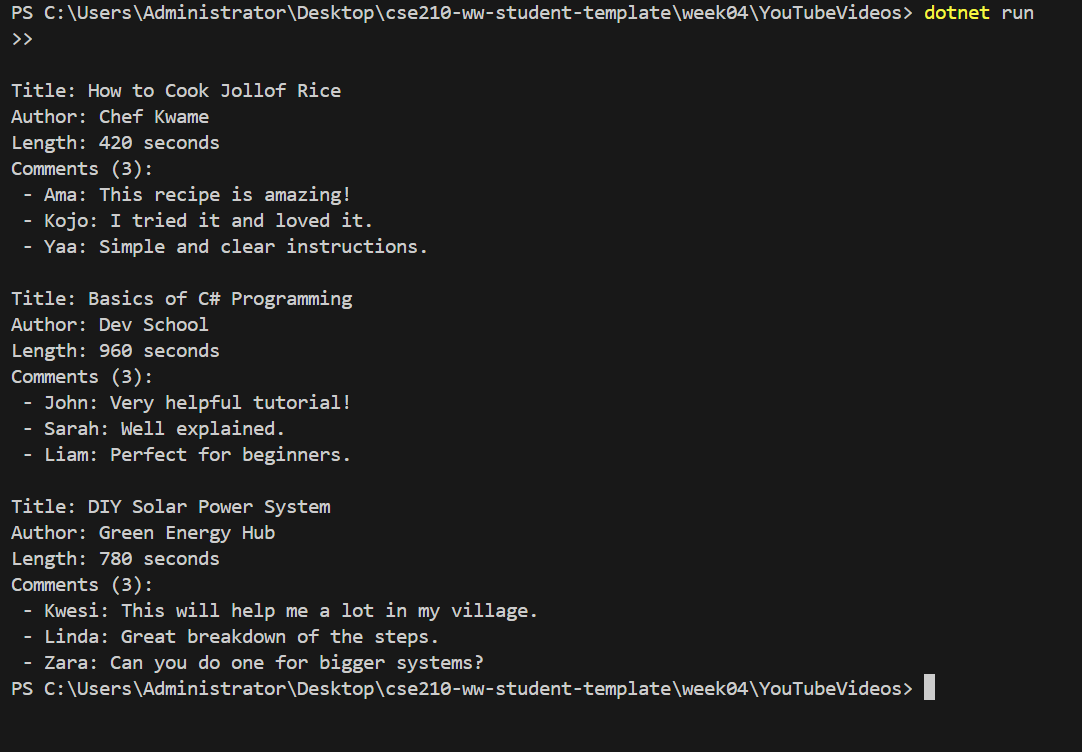 PS C:\Users\Administrator\Desktop\cse210-ww-student-template\week04\YouTubeVideos> dotnet run
>>
Title: How to Cook Jollof Rice
Author: Chef Kwame
Length: 420 seconds
Comments (3):
 - Ama: This recipe is amazing!
 - Kojo: I tried it and loved it.
 - Yaa: Simple and clear instructions.
Title: Basics of C# Programming
Author: Dev School
Length: 960 seconds
Comments (3):
 - John: Very helpful tutorial!
 - Sarah: Well explained.
 - Liam: Perfect for beginners.
Title: DIY Solar Power System
Author: Green Energy Hub
Length: 780 seconds
Comments (3):
 - Kwesi: This will help me a lot in my village.
 - Linda: Great breakdown of the steps.
 - Zara: Can you do one for bigger systems?
PS C:\Users\Administrator\Desktop\cse210-ww-student-template\week04\YouTubeVideos>